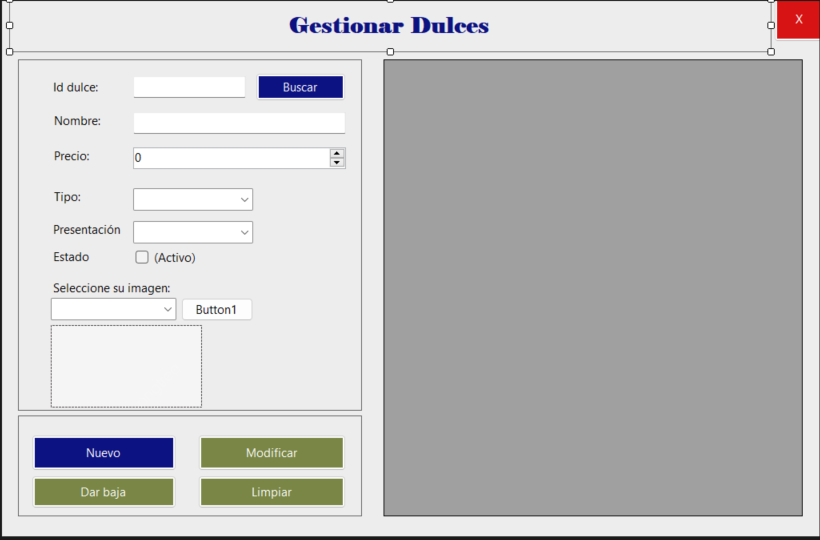 Gestionar Dulces
X
Id dulce:
Buscar
Nombre:
Precio:
0
Tipo:
Presentación
Estado
(Activo)
Seleccione su imagen:
Button1
Nuevo
Modificar
Dar baja
Limpiar